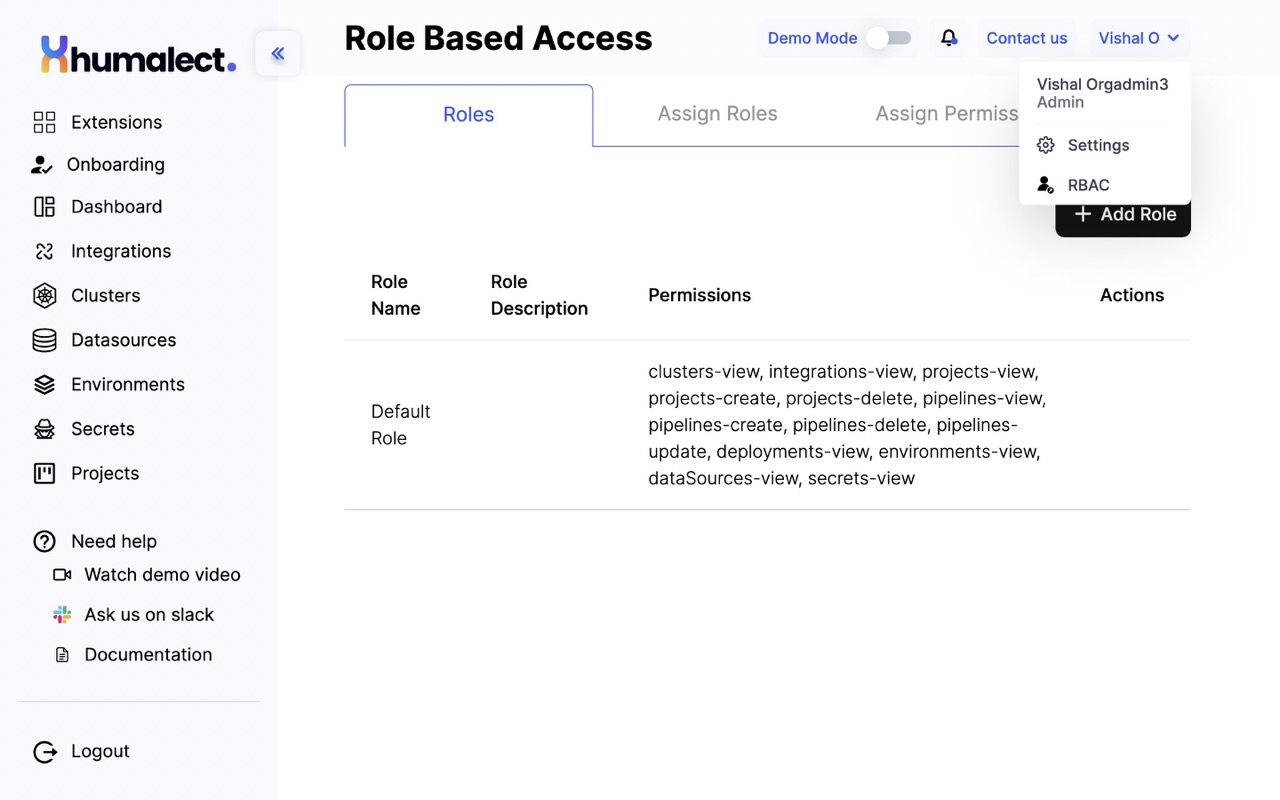 humalect.
Extensions
Onboarding
Dashboard
Integrations
Clusters
Datasources
Environments
Secrets
Projects
Need help
Watch demo video
Ask us on slack
Documentation
Logout
Role Based Access
Demo Mode
Contact us
Vishal O
Vishal Orgadmin3
Admin
Settings
RBAC
Roles
Assign Roles
Assign Permiss
+ Add Role
Role Name
Role Description
Permissions
Actions
Default Role
clusters-view, integrations-view, projects-view,
projects-create, projects-delete, pipelines-view,
pipelines-create, pipelines-delete, pipelines-
update, deployments-view, environments-view,
dataSources-view, secrets-view